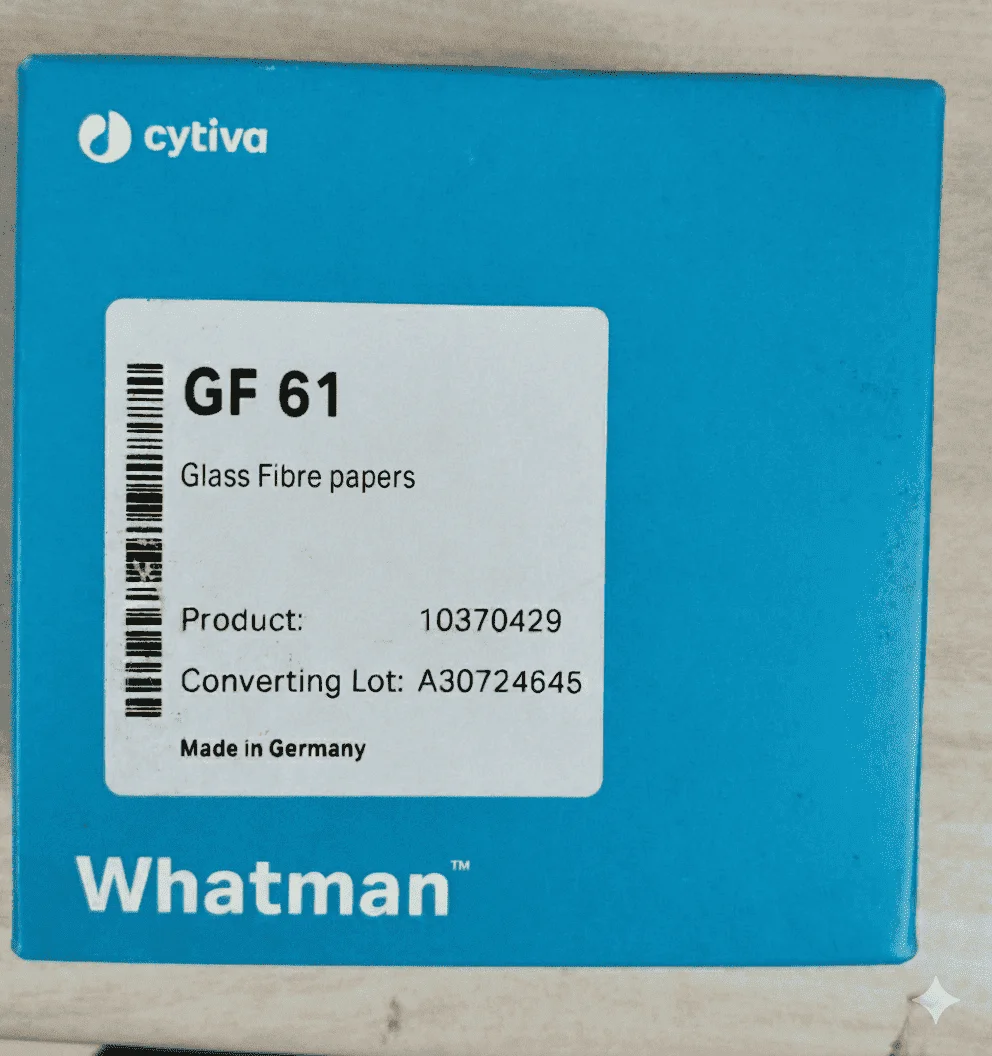 cytiva
GF 61
Glass Fibre papers
Product: 10370429
Converting Lot: A30724645
Made in Germany
Whatman™